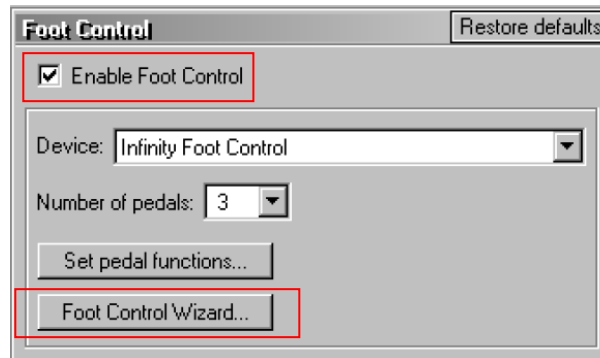 Foot Control
Restore defaults
Enable Foot Control
Device: Infinity Foot Control
Number of pedals: 3
Set pedal functions...
Foot Control Wizard...